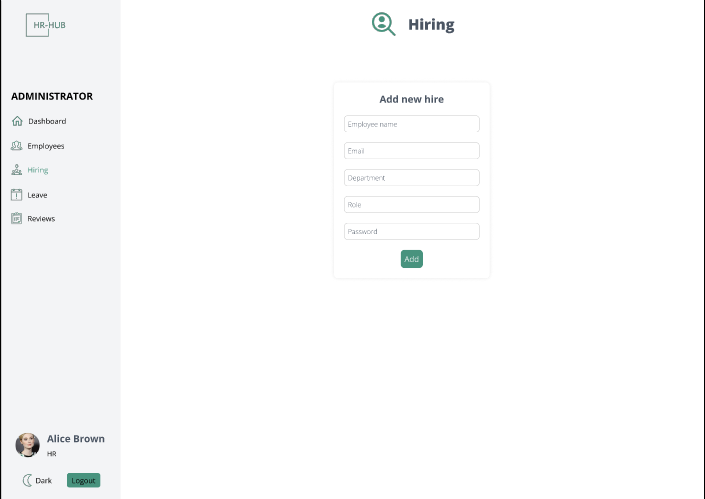 HR-HUB
ADMINISTRATOR
Dashboard
Employees
Hiring
Leave
Reviews
Alice Brown
HR
Dark
Logout
Hiring
Add new hire
Employee name
Email
Department
Role
Password
Add